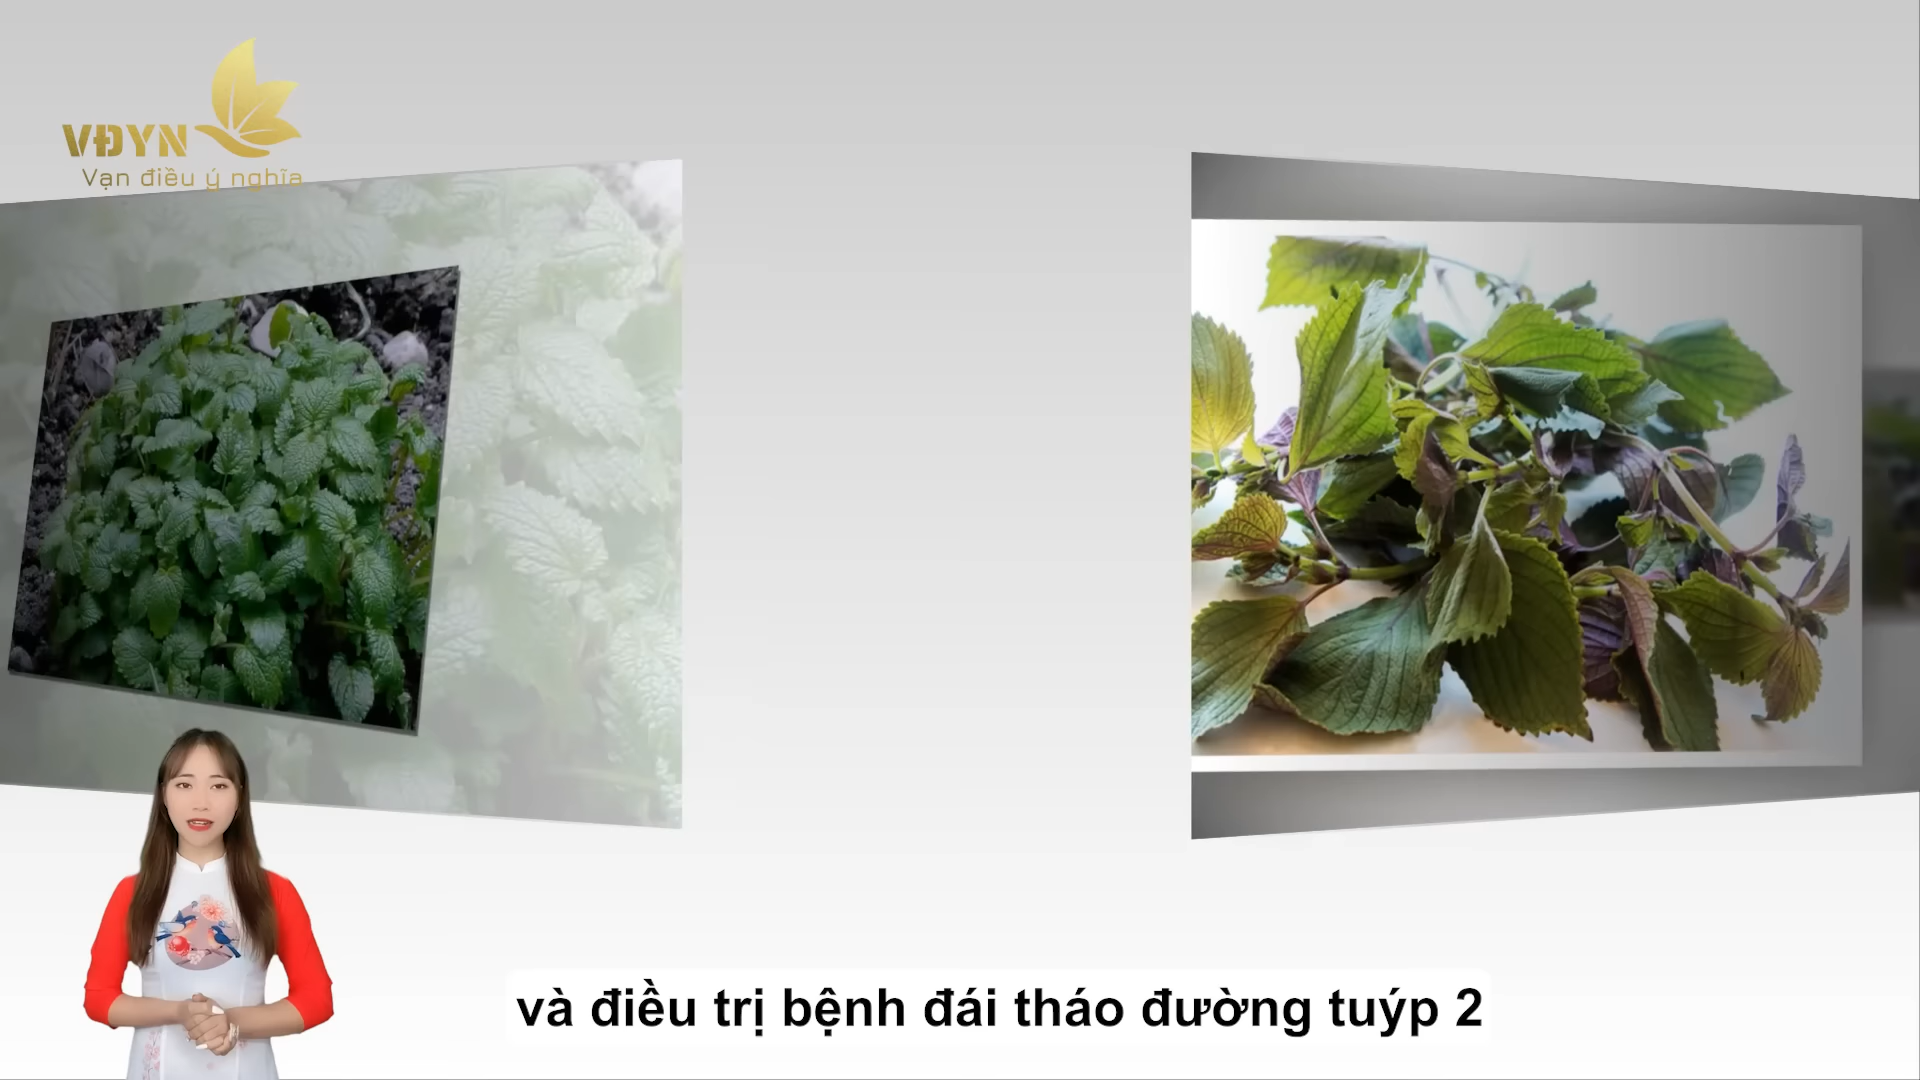 VĐYN
Vạn điều ý nghĩa
và điều trị bệnh đái tháo đường tuýp 2